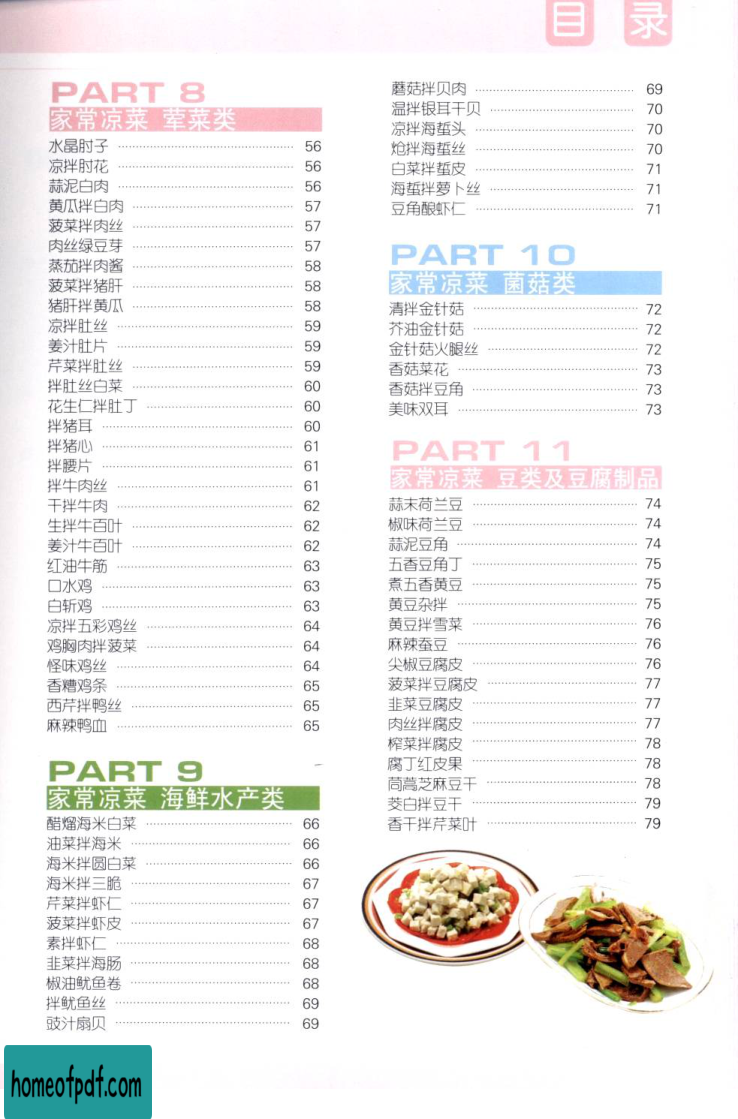 目 录
PART 8
家常凉菜 荤菜类
水晶肘子 56
凉拌肘花 56
蒜泥白肉 56
黄瓜拌白肉 57
菠菜拌肉丝 57
肉丝绿豆芽 57
蒸茄拌肉酱 58
菠菜拌猪肝 58
猪肝拌黄瓜 58
凉拌肚丝 59
姜汁肚片 59
芹菜拌肚丝 59
拌肚丝白菜 60
花生仁拌肚丁 60
拌猪耳 60
拌猪心 61
拌腰片 61
拌牛肉丝 61
干拌牛肉 62
生拌牛百叶 62
姜汁牛百叶 62
红油牛筋 63
口水鸡 63
白斩鸡 63
凉拌五彩鸡丝 64
鸡胸肉拌菠菜 64
怪味鸡丝 64
香糟鸡条 65
西芹拌鸭丝 65
麻辣鸭血 65
PART 9
家常凉菜 海鲜水产类
醋熘海米白菜 66
油菜拌海米 66
海米拌圆白菜 66
海米拌三脆 67
芹菜拌虾仁 67
菠菜拌虾皮 67
素拌虾仁 68
韭菜拌海肠 68
椒油鱿鱼卷 68
拌鱿鱼丝 69
豉汁扇贝 69
蘑菇拌贝肉 69
温拌银耳干贝 70
凉拌海蜇头 70
炝拌海蜇丝 70
白菜拌蜇皮 71
海蜇拌萝卜丝 71
豆角酿虾仁 71
PART 10
家常凉菜 菌菇类
清拌金针菇 72
芥油金针菇 72
金针菇火腿丝 72
香菇菜花 73
香菇拌豆角 73
美味双耳 73
PART 11
家常凉菜 豆类及豆腐制品
蒜末荷兰豆 74
椒味荷兰豆 74
蒜泥豆角 74
五香豆角丁 75
煮五香黄豆 75
黄豆杂拌 75
黄豆拌雪菜 76
麻辣蚕豆 76
尖椒豆腐皮 76
菠菜拌豆腐皮 77
韭菜豆腐皮 77
肉丝拌腐皮 77
榨菜拌腐皮 78
腐丁红皮果 78
茼蒿芝麻豆干 78
茭白拌豆干 79
香干拌芹菜叶 79
homeofpdf.com